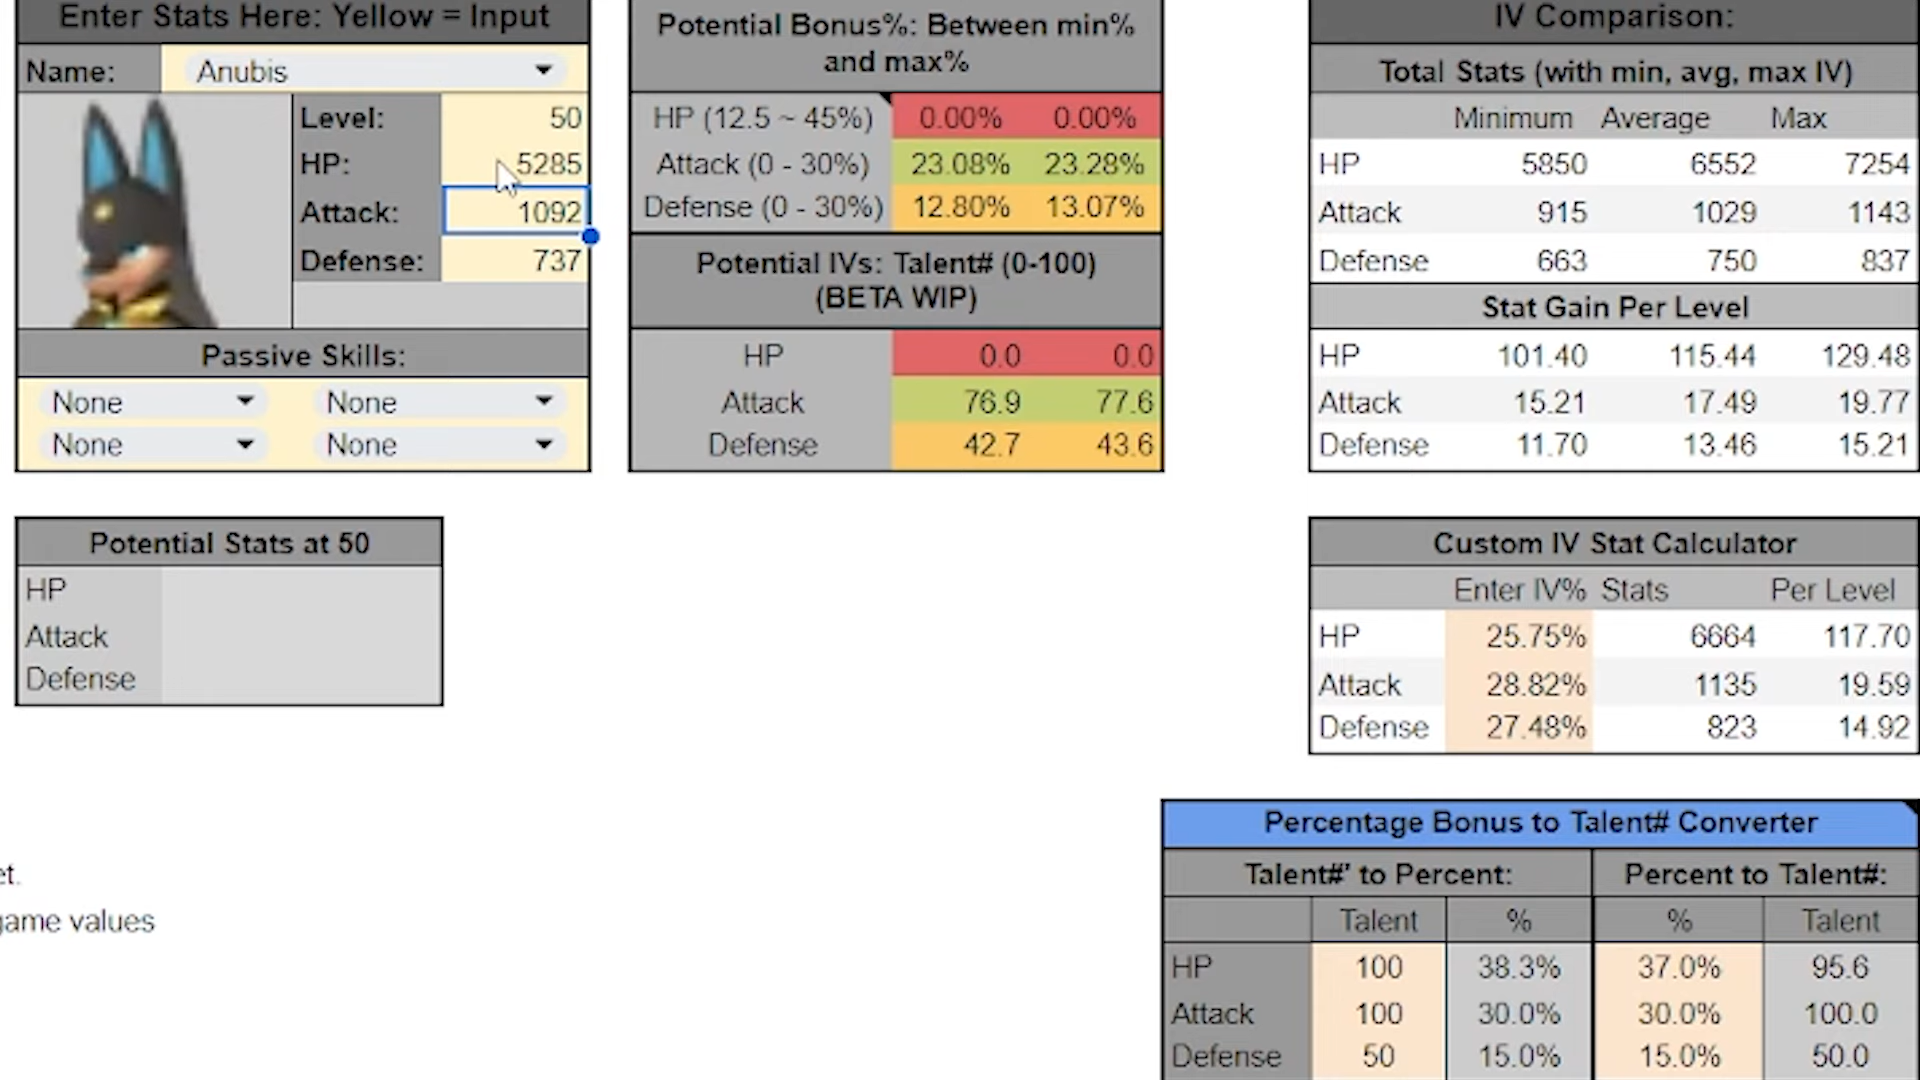 Enter Stats Here: Yellow = Input
Name: Anubis
Level: 50
HP: 5285
Attack: 1092
Defense: 737
Passive Skills:
None None
None None
Potential Bonus%: Between min%
and max%
HP (12.5 ~ 45%) 0.00% 0.00%
Attack (0 - 30%) 23.08% 23.28%
Defense (0 - 30%) 12.80% 13.07%
Potential IVs: Talent# (0-100)
(BETA WIP)
HP 0.0 0.0
Attack 76.9 77.6
Defense 42.7 43.6
IV Comparison:
Total Stats (with min, avg, max IV)
Minimum Average Max
HP 5850 6552 7254
Attack 915 1029 1143
Defense 663 750 837
Stat Gain Per Level
HP 101.40 115.44 129.48
Attack 15.21 17.49 19.77
Defense 11.70 13.46 15.21
Potential Stats at 50
HP
Attack
Defense
Custom IV Stat Calculator
Enter IV% Stats Per Level
HP 25.75% 6664 117.70
Attack 28.82% 1135 19.59
Defense 27.48% 823 14.92
et.
game values
Percentage Bonus to Talent# Converter
Talent#' to Percent: Percent to Talent#:
Talent % % Talent
HP 100 38.3% 37.0% 95.6
Attack 100 30.0% 30.0% 100.0
Defense 50 15.0% 15.0% 50.0